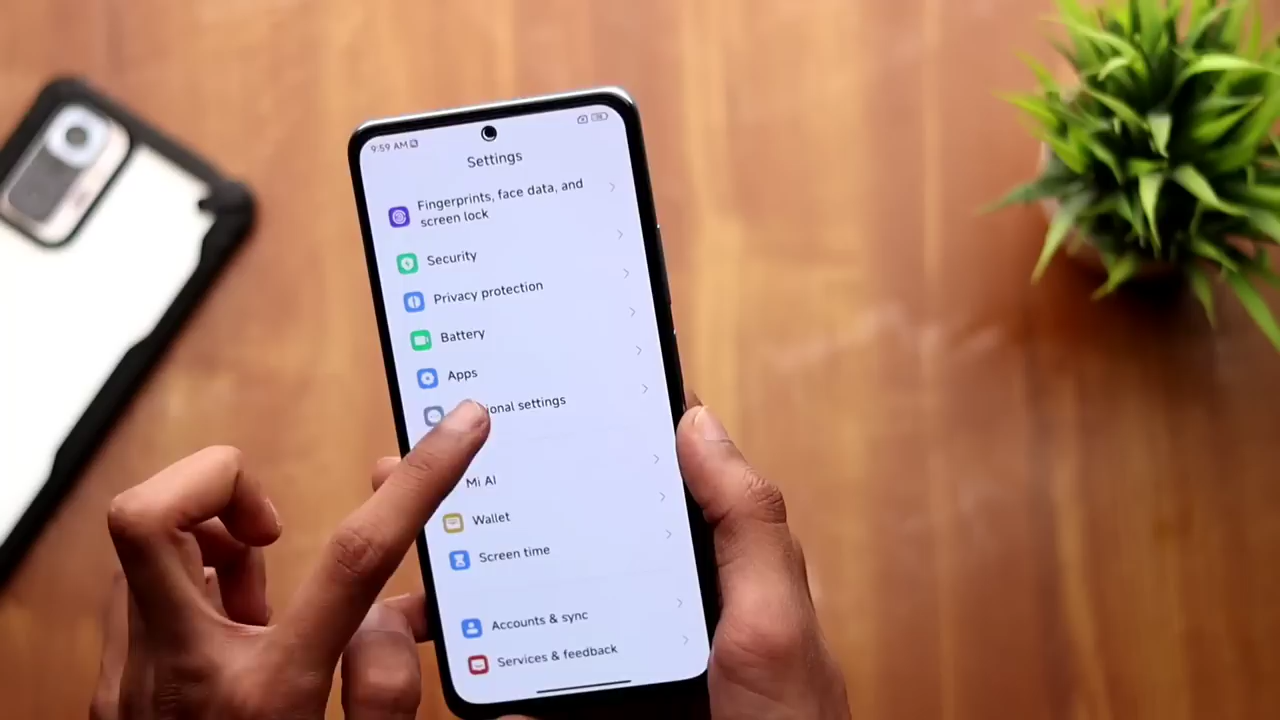 9:59 AM
Settings
Fingerprints, face data, and
screen lock
Security
Privacy protection
Battery
Apps
ional settings
Mi AI
Wallet
Screen time
Accounts & sync
Services & feedback